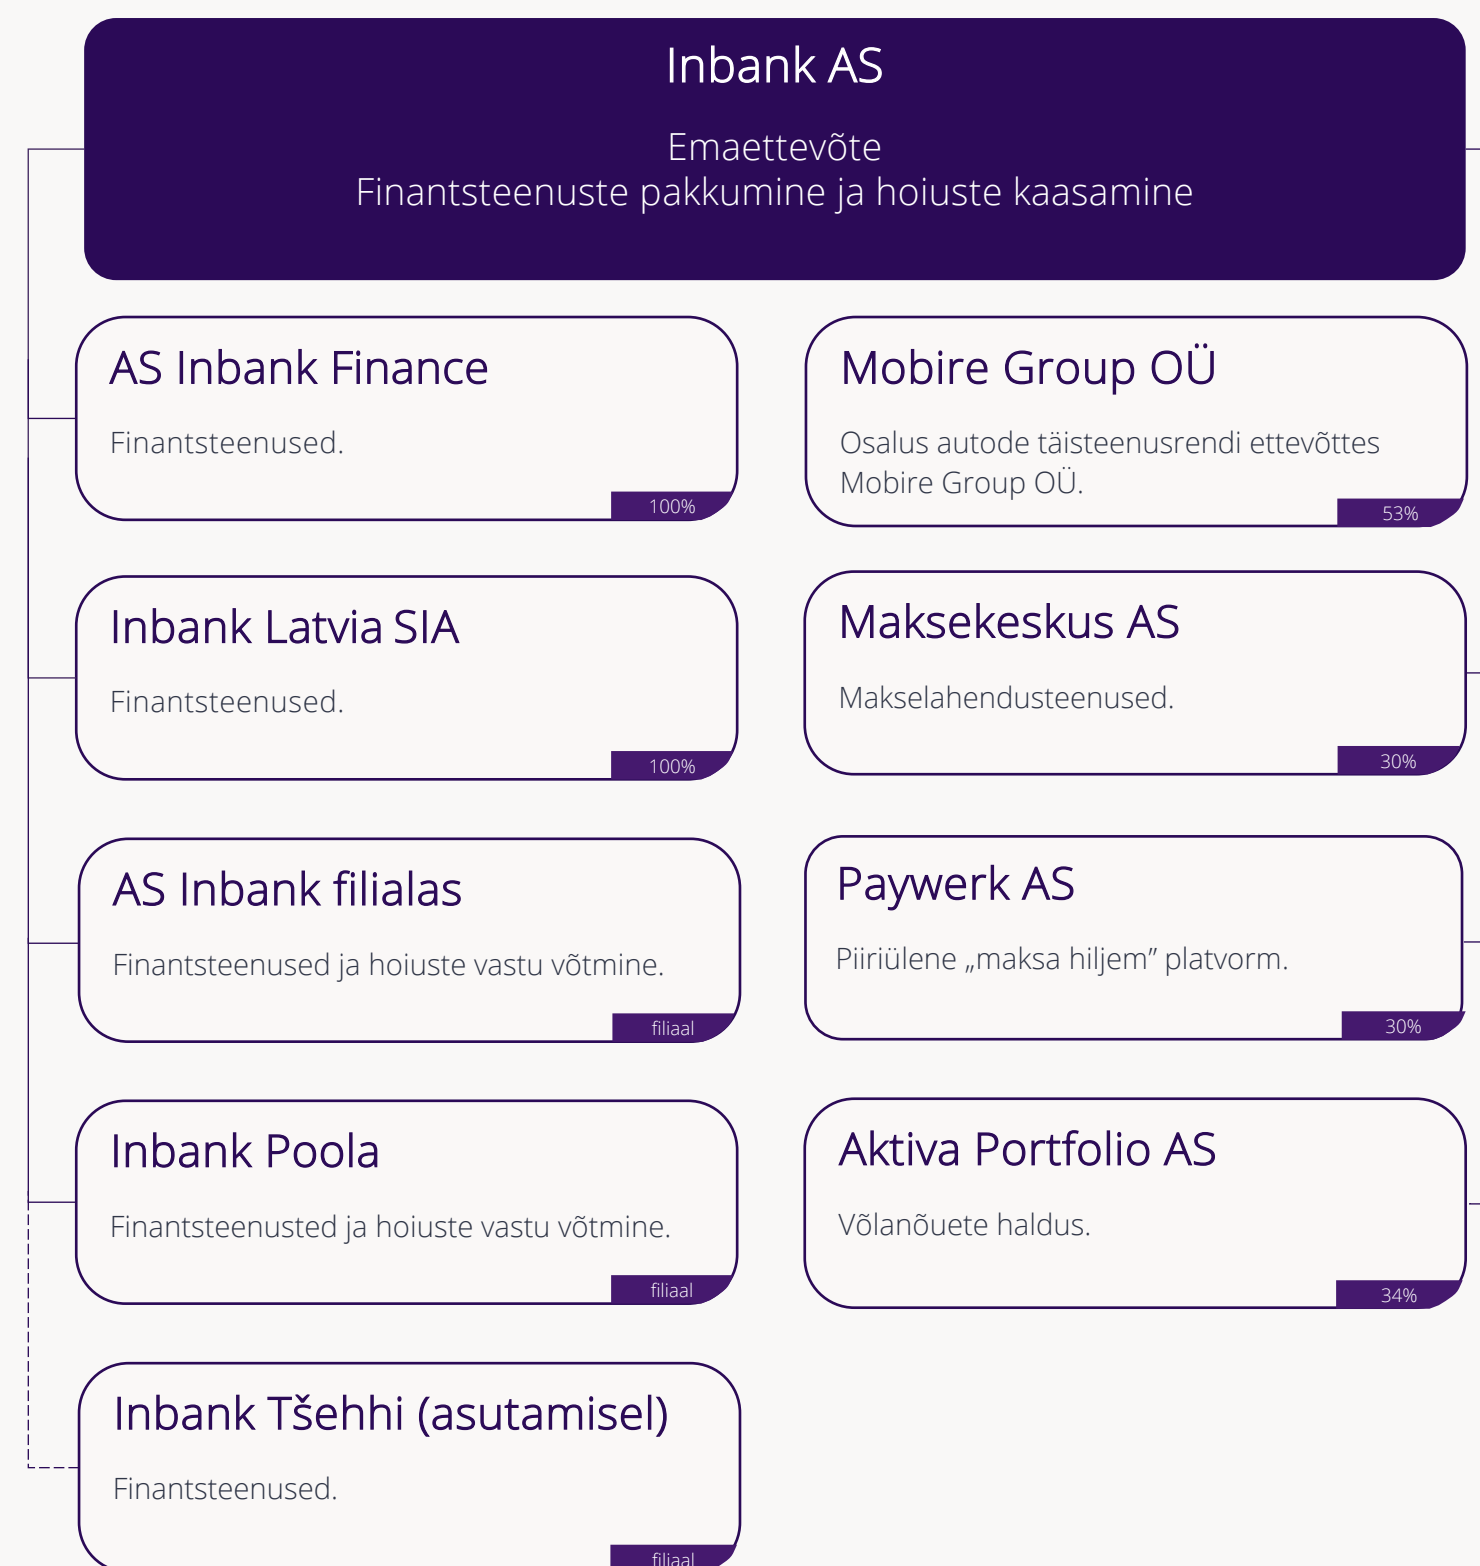 Inbank AS
Emaettevõte
Finantsteenuste pakkumine ja hoiuste kaasamine
AS Inbank Finance
Finantsteenused.
100%
Mobire Group OÜ
Osalus autode täisteenusrendi ettevõttes
Mobire Group OÜ.
53%
Inbank Latvia SIA
Finantsteenused.
100%
Maksekeskus AS
Makselahendusteenused.
30%
AS Inbank filialas
Finantsteenused ja hoiuste vastu võtmine.
filiaal
Paywerk AS
Piiriülene „maksa hiljem” platvorm.
30%
Inbank Poola
Finantsteenusted ja hoiuste vastu võtmine.
filiaal
Aktiva Portfolio AS
Võlanõuete haldus.
34%
Inbank Tšehhi (asutamisel)
Finantsteenused.
filiaal